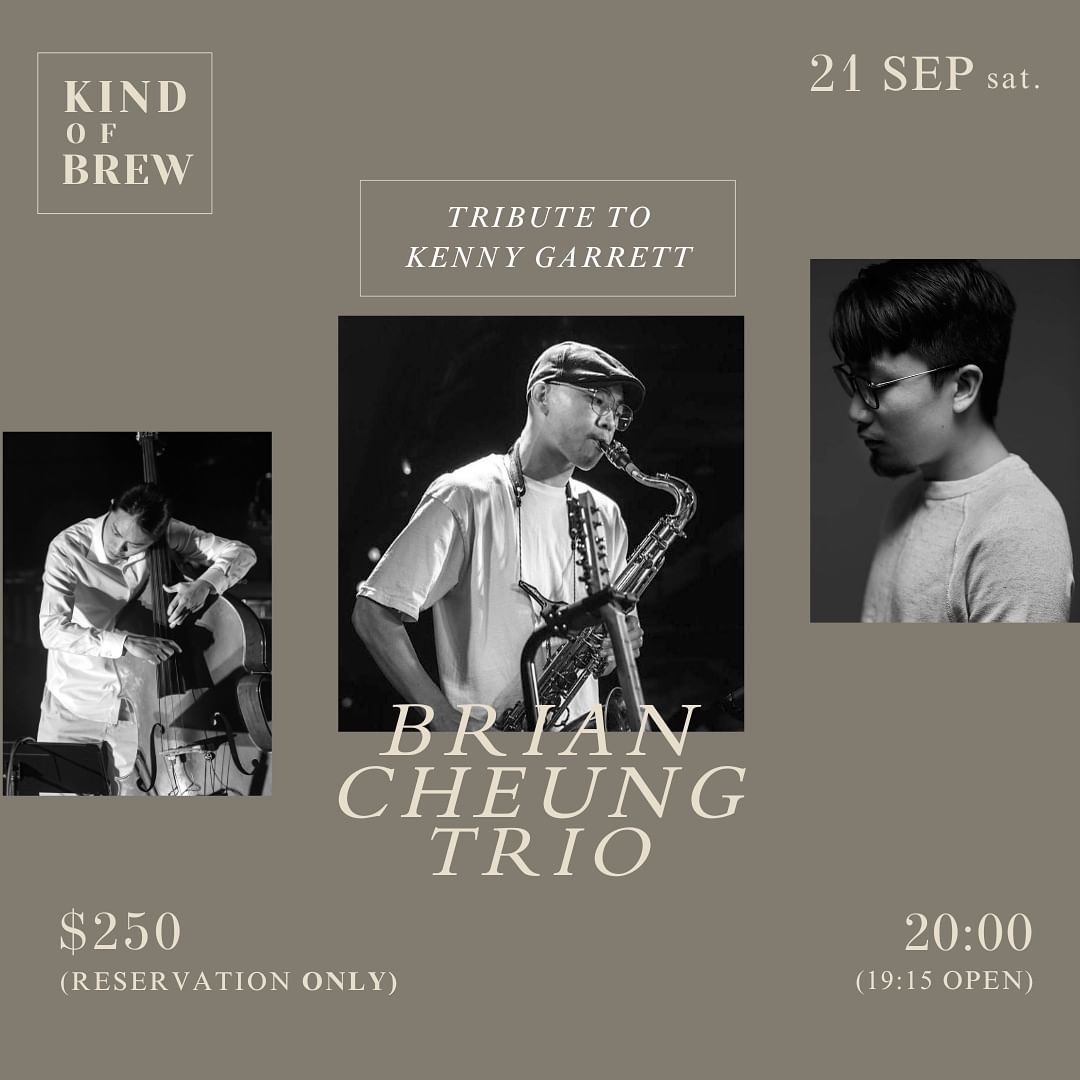 KIND
OF
BREW
21 SEP sat.
TRIBUTE TO
KENNY GARRETT
BRIAN
CHEUNG
TRIO
$250
(RESERVATION ONLY)
20:00
(19:15 OPEN)